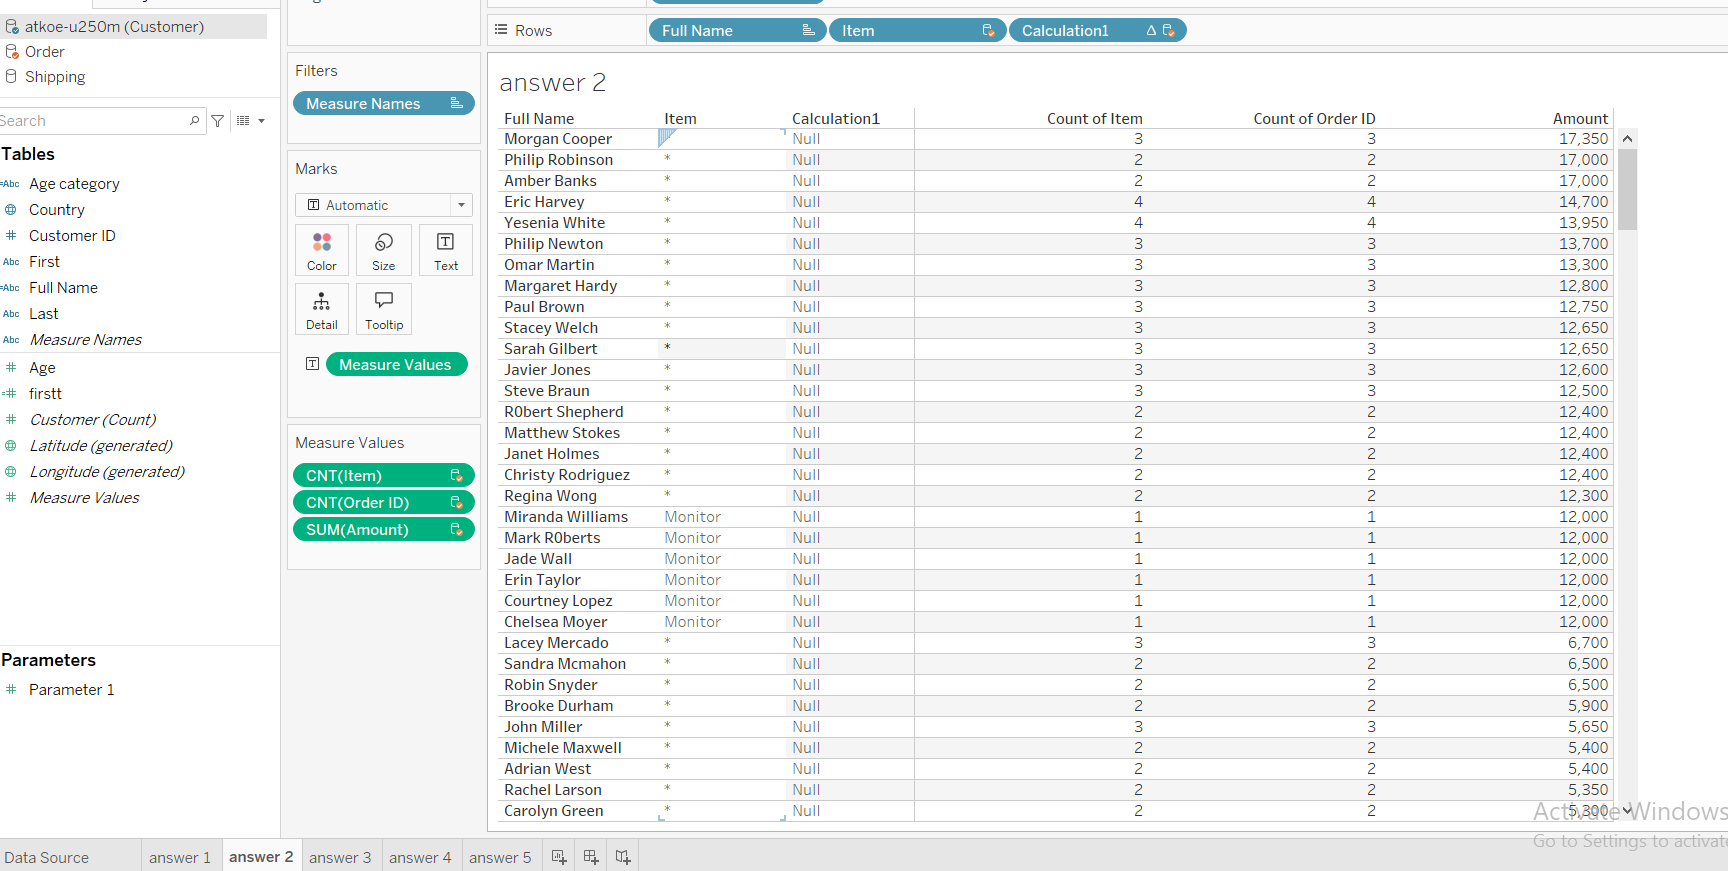 atkoe-u250m (Customer)
Order
Shipping
Search
Tables
=Abc Age category
Country
# Customer ID
Abc First
=Abc Full Name
Abc Last
Abc Measure Names
# Age
=# firstt
# Customer (Count)
Latitude (generated)
Longitude (generated)
# Measure Values
Parameters
# Parameter 1
Filters
Measure Names
Marks
T Automatic
Color Size Text
Detail Tooltip
Measure Values
Measure Values
CNT(Item)
CNT(Order ID)
SUM(Amount)
Rows Full Name Item Calculation1 Δ
answer 2
Full Name Item Calculation1 Count of Item Count of Order ID Amount
Morgan Cooper Null 3 3 17,350
Philip Robinson * Null 2 2 17,000
Amber Banks * Null 2 2 17,000
Eric Harvey * Null 4 4 14,700
Yesenia White * Null 4 4 13,950
Philip Newton * Null 3 3 13,700
Omar Martin * Null 3 3 13,300
Margaret Hardy * Null 3 3 12,800
Paul Brown * Null 3 3 12,750
Stacey Welch * Null 3 3 12,650
Sarah Gilbert * Null 3 3 12,650
Javier Jones * Null 3 3 12,600
Steve Braun * Null 3 3 12,500
R0bert Shepherd * Null 2 2 12,400
Matthew Stokes * Null 2 2 12,400
Janet Holmes * Null 2 2 12,400
Christy Rodriguez * Null 2 2 12,400
Regina Wong * Null 2 2 12,300
Miranda Williams Monitor Null 1 1 12,000
Mark R0berts Monitor Null 1 1 12,000
Jade Wall Monitor Null 1 1 12,000
Erin Taylor Monitor Null 1 1 12,000
Courtney Lopez Monitor Null 1 1 12,000
Chelsea Moyer Monitor Null 1 1 12,000
Lacey Mercado * Null 3 3 6,700
Sandra Mcmahon * Null 2 2 6,500
Robin Snyder * Null 2 2 6,500
Brooke Durham * Null 2 2 5,900
John Miller * Null 3 3 5,650
Michele Maxwell * Null 2 2 5,400
Adrian West * Null 2 2 5,400
Rachel Larson * Null 2 2 5,350
Carolyn Green * Null 2 2 5,300
Activate Windows
Go to Settings to activate
Data Source answer 1 answer 2 answer 3 answer 4 answer 5